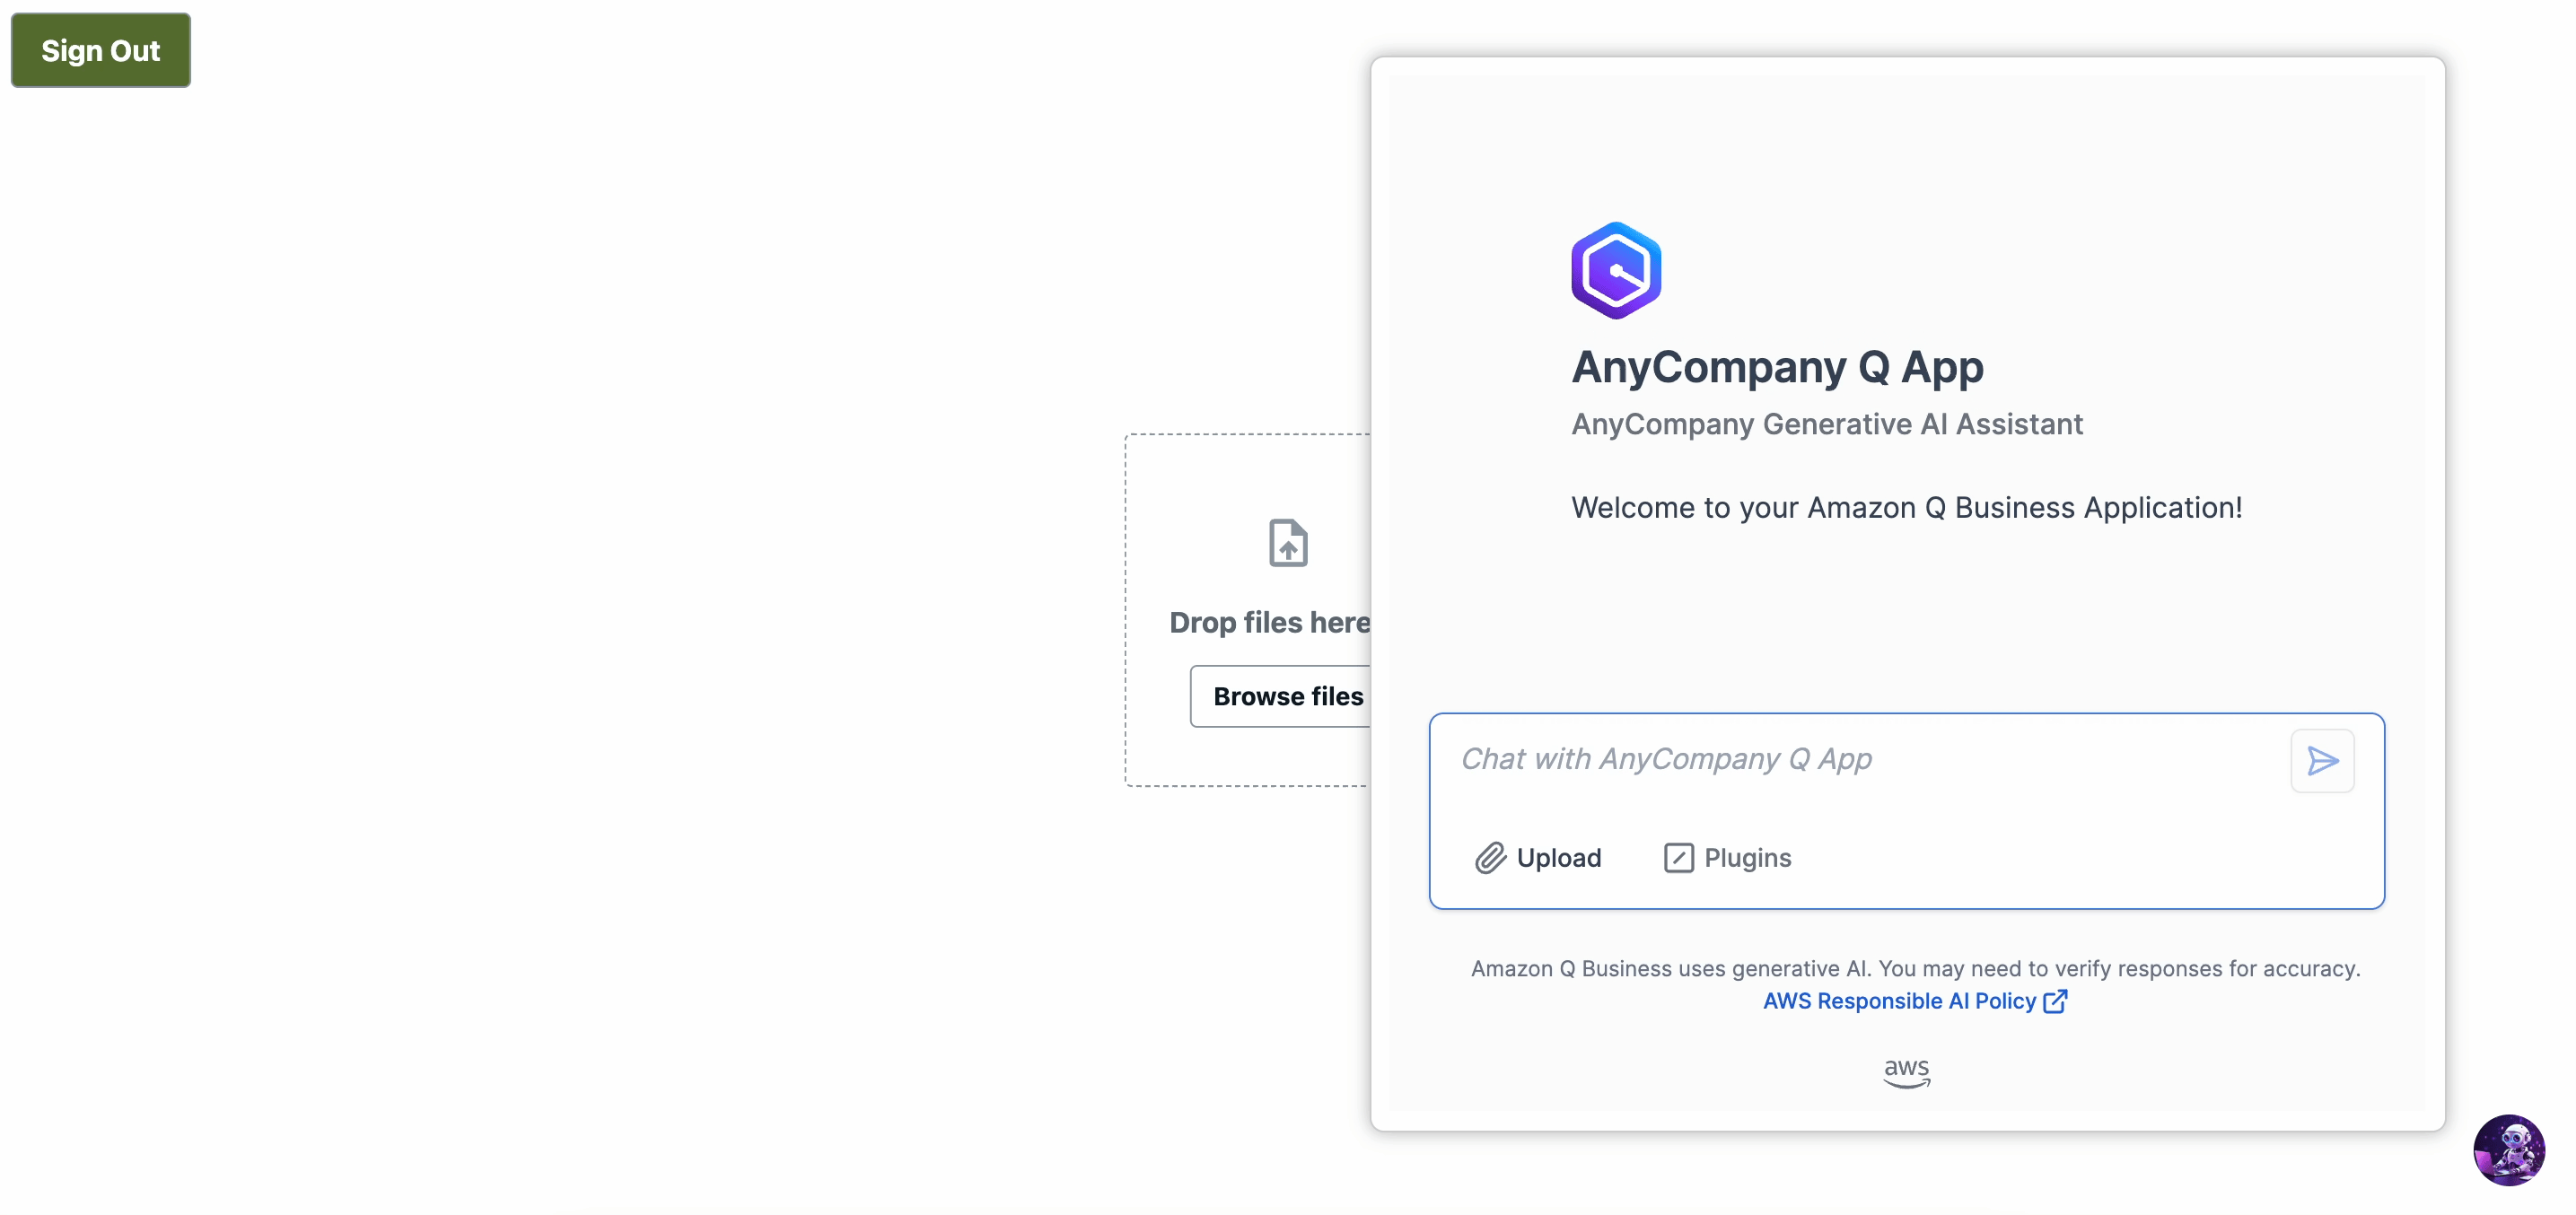 Sign Out
Drop files here
Browse files
AnyCompany Q App
AnyCompany Generative AI Assistant
Welcome to your Amazon Q Business Application!
Chat with AnyCompany Q App
Upload
Plugins
Amazon Q Business uses generative AI. You may need to verify responses for accuracy.
AWS Responsible AI Policy
aws